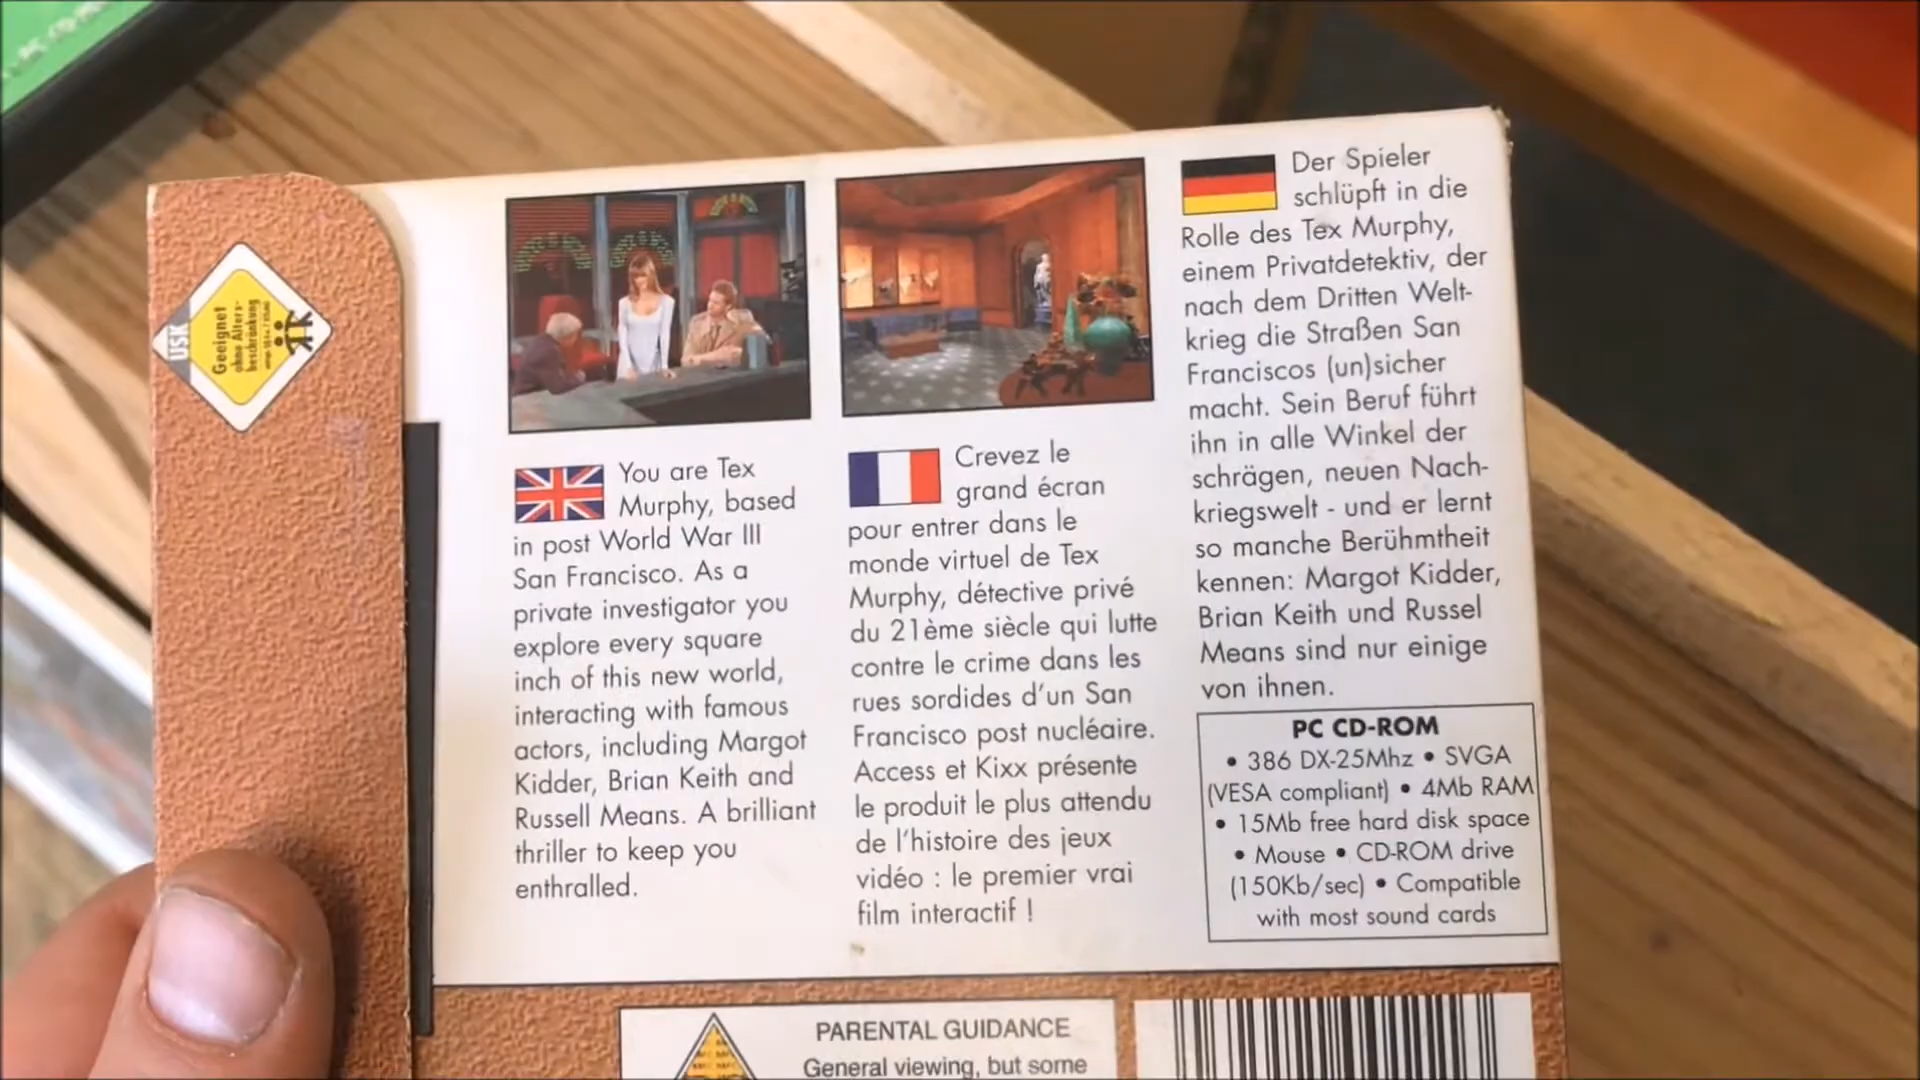 USK
Geeignet
ohne Alters-
beschränkung
You are Tex
Murphy, based
in post World War III
San Francisco. As a
private investigator you
explore every square
inch of this new world,
interacting with famous
actors, including Margot
Kidder, Brian Keith and
Russell Means. A brilliant
thriller to keep you
enthralled.
Crevez le
grand écran
pour entrer dans le
monde virtuel de Tex
Murphy, détective privé
du 21ème siècle qui lutte
contre le crime dans les
rues sordides d'un San
Francisco post nucléaire.
Access et Kixx présente
le produit le plus attendu
de l'histoire des jeux
vidéo : le premier vrai
film interactif !
Der Spieler
schlüpft in die
Rolle des Tex Murphy,
einem Privatdetektiv, der
nach dem Dritten Welt-
krieg die Straßen San
Franciscos (un)sicher
macht. Sein Beruf führt
ihn in alle Winkel der
schrägen, neuen Nach-
kriegswelt - und er lernt
so manche Berühmtheit
kennen: Margot Kidder,
Brian Keith und Russel
Means sind nur einige
von ihnen.
PC CD-ROM
• 386 DX-25Mhz • SVGA
(VESA compliant) • 4Mb RAM
• 15Mb free hard disk space
• Mouse • CD-ROM drive
(150Kb/sec) • Compatible
with most sound cards
PARENTAL GUIDANCE
General viewing, but some